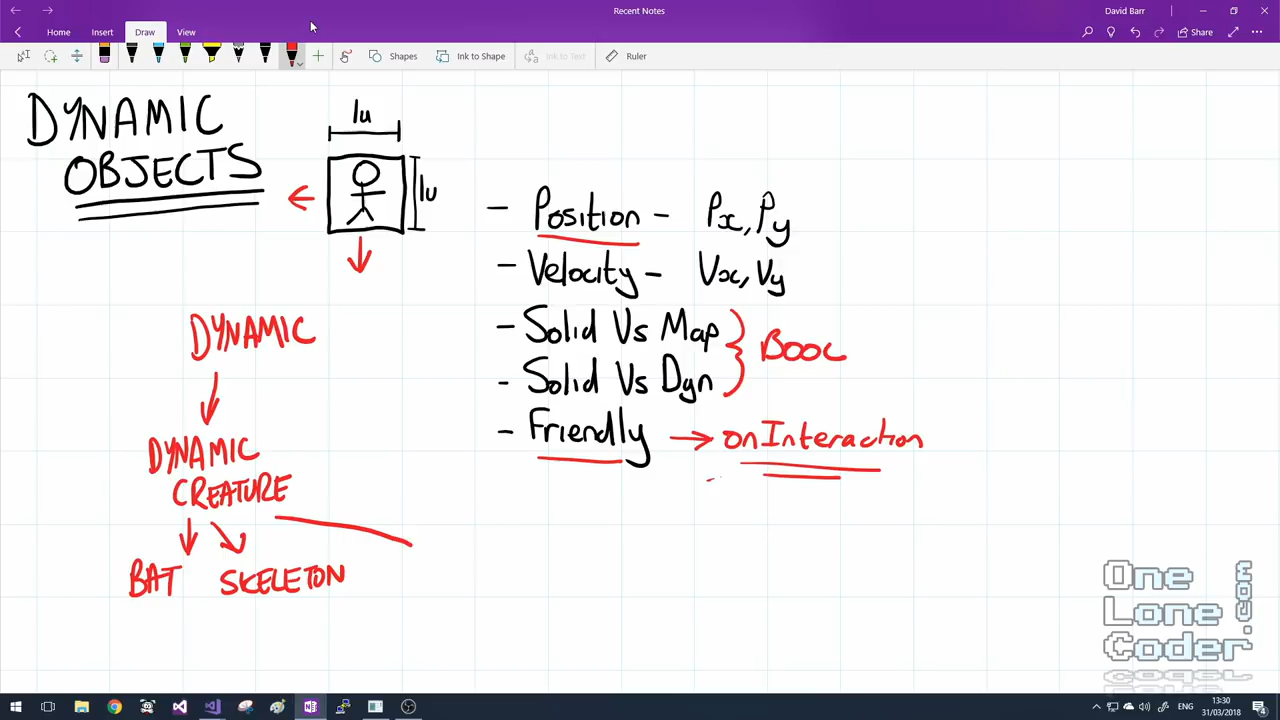 Recent Notes
David Barr
Home Insert Draw View
Share
Shapes Ink to Shape Ink to Text Ruler
DYNAMIC
OBJECTS
1u
1u
- Position - Px, Py
- Velocity - Vx, Vy
- Solid Vs Map
- Solid Vs Dyn
BOOL
- Friendly → onInteraction
DYNAMIC
DYNAMIC
CREATURE
BAT SKELETON
One
Lone
Coder
.com
ENG
13:30
31/03/2018
4